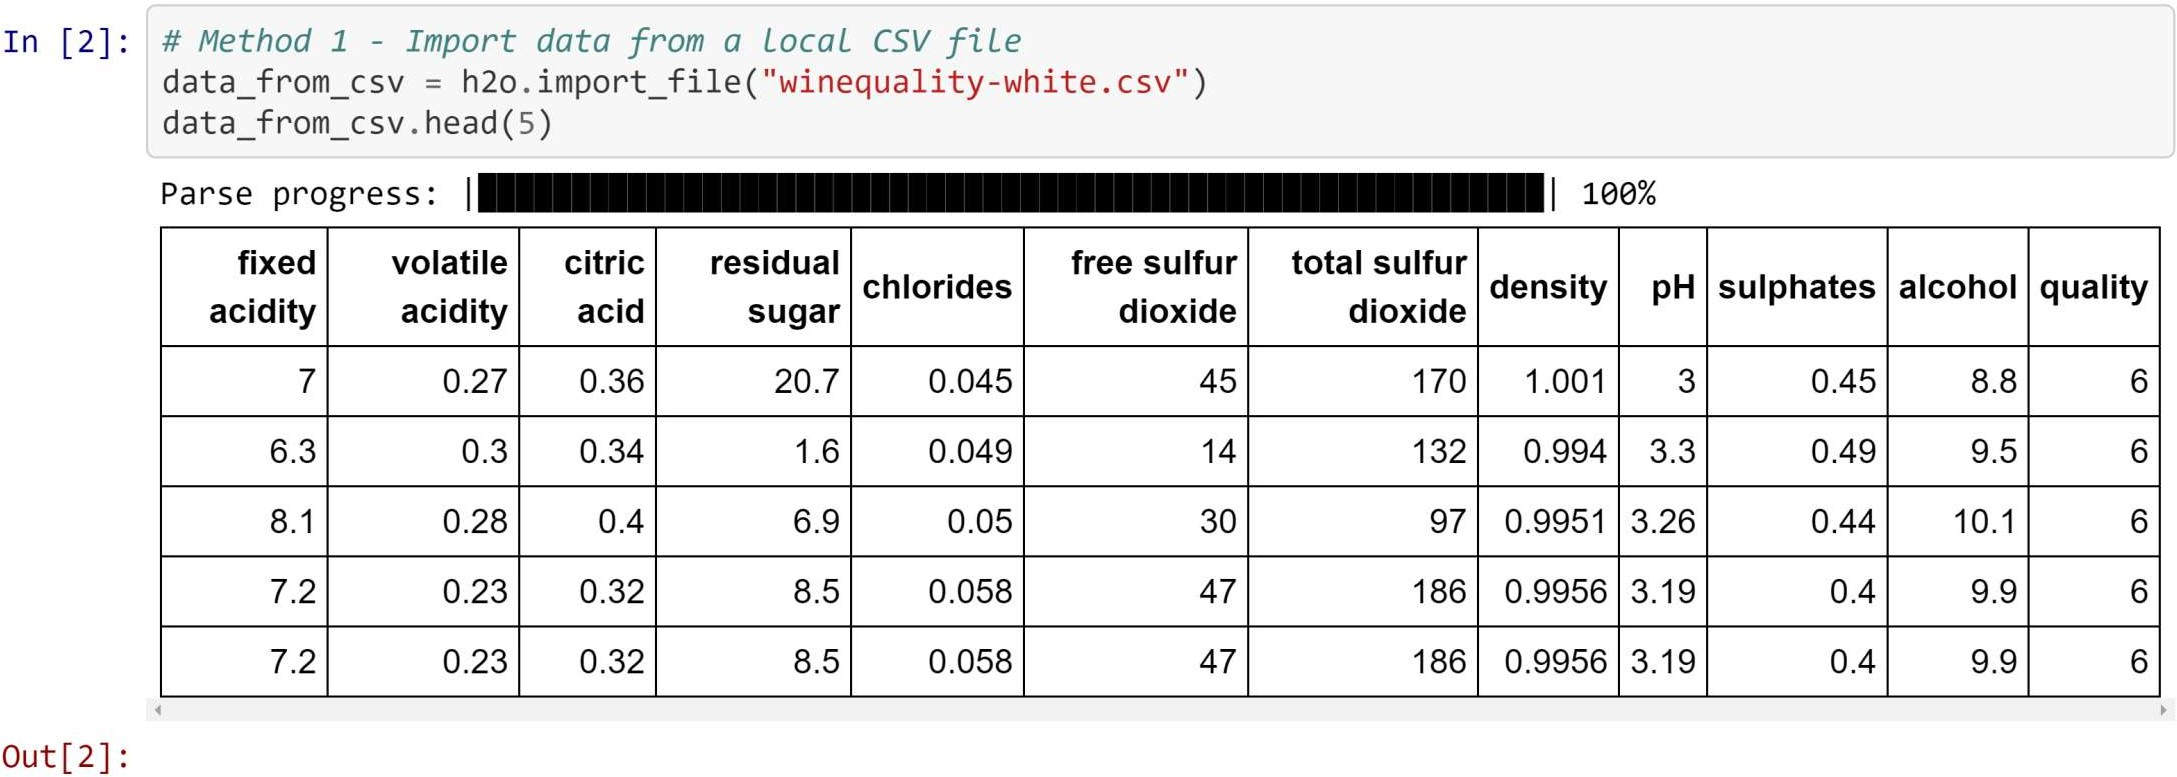 In [2]: # Method 1 - Import data from a local CSV file
data_from_csv = h2o.import_file("winequality-white.csv")
data_from_csv.head(5)
Parse progress: |██████████████████████████████████████████████████████████| 100%
fixed acidity volatile acidity citric acid residual sugar chlorides free sulfur dioxide total sulfur dioxide density pH sulphates alcohol quality
7 0.27 0.36 20.7 0.045 45 170 1.001 3 0.45 8.8 6
6.3 0.3 0.34 1.6 0.049 14 132 0.994 3.3 0.49 9.5 6
8.1 0.28 0.4 6.9 0.05 30 97 0.9951 3.26 0.44 10.1 6
7.2 0.23 0.32 8.5 0.058 47 186 0.9956 3.19 0.4 9.9 6
7.2 0.23 0.32 8.5 0.058 47 186 0.9956 3.19 0.4 9.9 6
Out[2]: